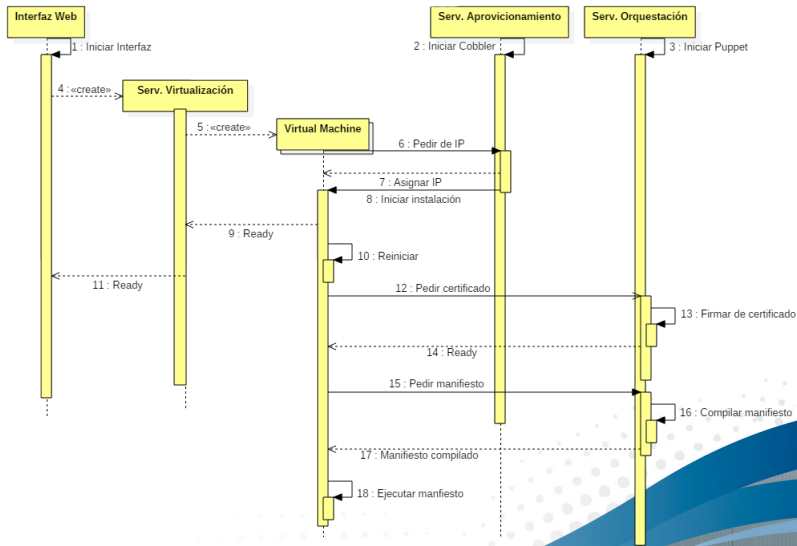 Interfaz Web
Serv. Aprovicionamiento
Serv. Orquestación
1 : Iniciar Interfaz
2 : Iniciar Cobbler
3 : Iniciar Puppet
4 : «create»
Serv. Virtualización
5 : «create»
Virtual Machine
6 : Pedir de IP
7 : Asignar IP
8 : Iniciar instalación
9 : Ready
10 : Reiniciar
11 : Ready
12 : Pedir certificado
13 : Firmar de certificado
14 : Ready
15 : Pedir manifiesto
16 : Compilar manifiesto
17 : Manifiesto compilado
18 : Ejecutar manfiesto